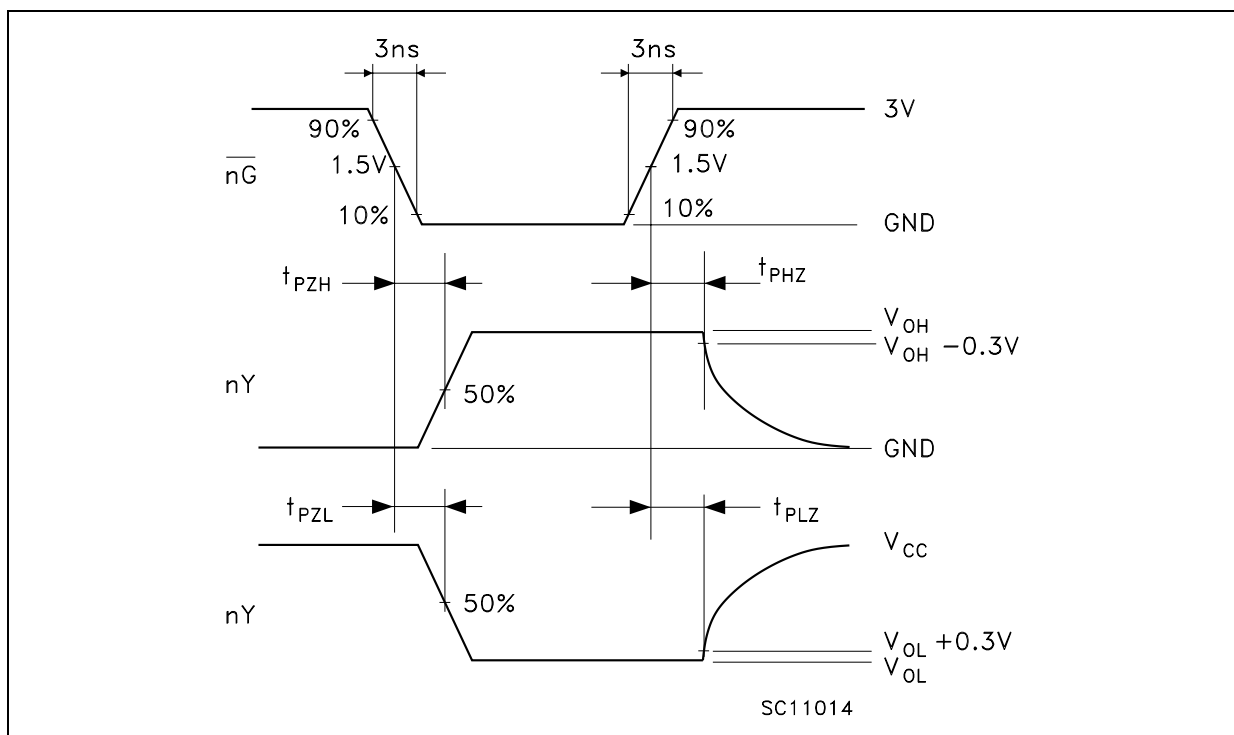 3ns 3ns
3V
90% 90%
1.5V 1.5V
nG
10% 10%
GND
tPZH tPHZ
VOH
VOH −0.3V
nY
50%
GND
tPZL tPLZ
VCC
50%
nY
VOL +0.3V
VOL
SC11014